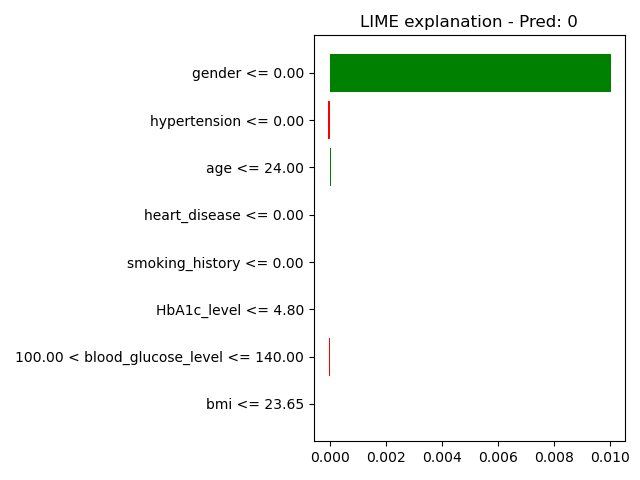 LIME explanation - Pred: 0
gender <= 0.00
hypertension <= 0.00
age <= 24.00
heart_disease <= 0.00
smoking_history <= 0.00
HbA1c_level <= 4.80
100.00 < blood_glucose_level <= 140.00
bmi <= 23.65
0.000 0.002 0.004 0.006 0.008 0.010